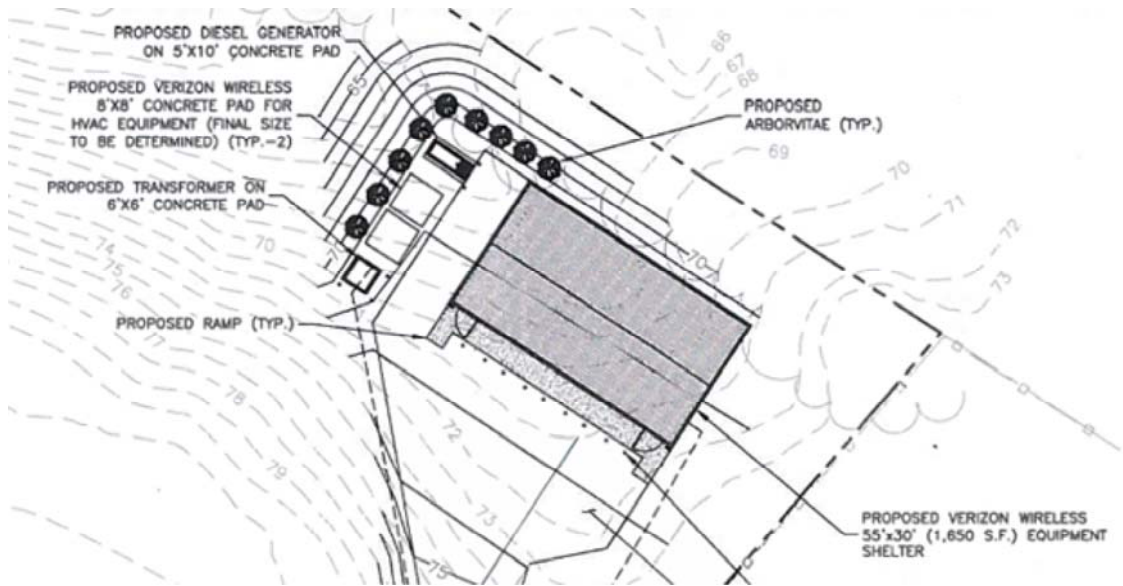 PROPOSED DIESEL GENERATOR
ON 5'X10' CONCRETE PAD
PROPOSED VERIZON WIRELESS
8'X8' CONCRETE PAD FOR
HVAC EQUIPMENT (FINAL SIZE
TO BE DETERMINED) (TYP.-2)
PROPOSED TRANSFORMER ON
6'X6' CONCRETE PAD
PROPOSED RAMP (TYP.)
PROPOSED
ARBORVITAE (TYP.)
PROPOSED VERIZON WIRELESS
55'x30' (1,650 S.F.) EQUIPMENT
SHELTER
66
67
68
69
70
71
72
73
65
70
74
75
76
77
78
79
70
72
73
75